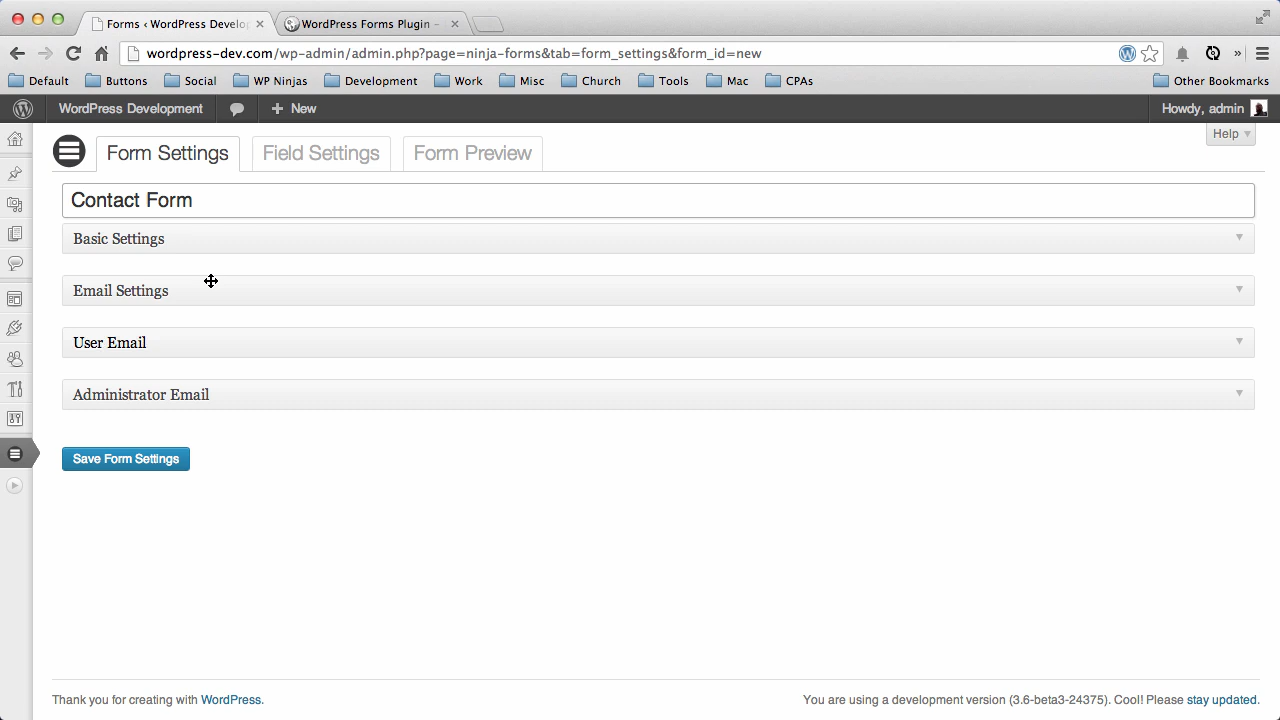 Forms ‹ WordPress Develo
WordPress Forms Plugin –
wordpress-dev.com/wp-admin/admin.php?page=ninja-forms&tab=form_settings&form_id=new
Default Buttons Social WP Ninjas Development Work Misc Church Tools Mac CPAs Other Bookmarks
WordPress Development + New Howdy, admin
Help
Form Settings Field Settings Form Preview
Contact Form
Basic Settings
Email Settings
User Email
Administrator Email
Save Form Settings
Thank you for creating with WordPress. You are using a development version (3.6-beta3-24375). Cool! Please stay updated.